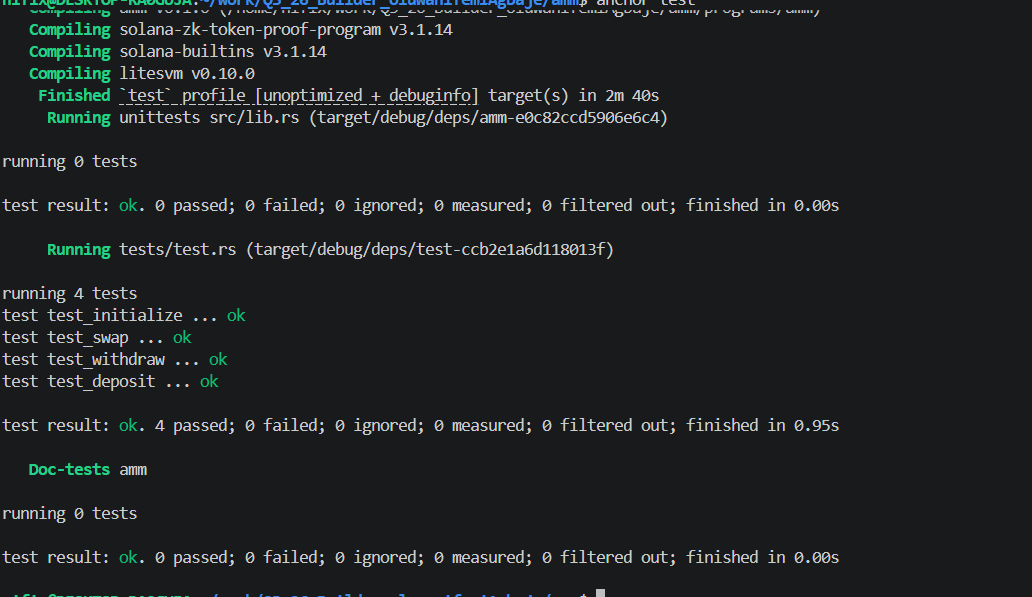 Compiling solana-zk-token-proof-program v3.1.14
Compiling solana-builtins v3.1.14
Compiling litesvm v0.10.0
Finished `test` profile [unoptimized + debuginfo] target(s) in 2m 40s
Running unittests src/lib.rs (target/debug/deps/amm-e0c82ccd5906e6c4)
running 0 tests
test result: ok. 0 passed; 0 failed; 0 ignored; 0 measured; 0 filtered out; finished in 0.00s
Running tests/test.rs (target/debug/deps/test-ccb2e1a6d118013f)
running 4 tests
test test_initialize ... ok
test test_swap ... ok
test test_withdraw ... ok
test test_deposit ... ok
test result: ok. 4 passed; 0 failed; 0 ignored; 0 measured; 0 filtered out; finished in 0.95s
Doc-tests amm
running 0 tests
test result: ok. 0 passed; 0 failed; 0 ignored; 0 measured; 0 filtered out; finished in 0.00s